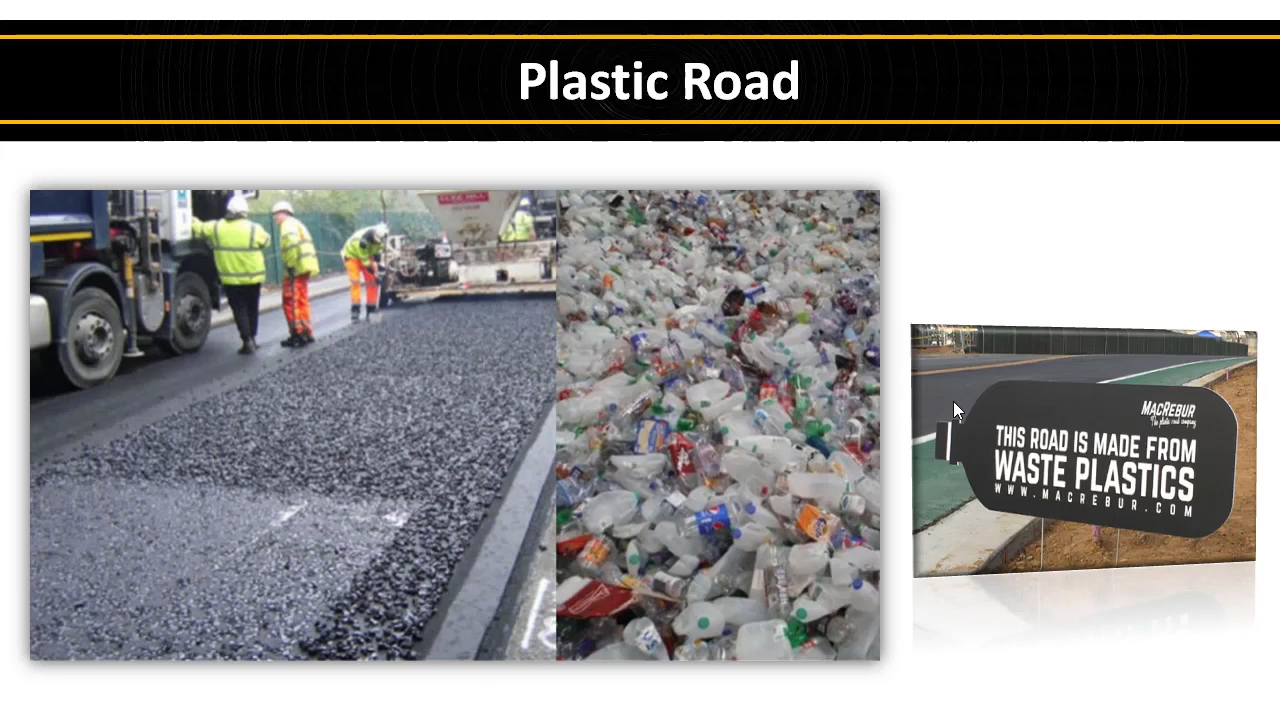 Plastic Road
MACREBUR
The plastic road company
THIS ROAD IS MADE FROM
WASTE PLASTICS
WWW.MACREBUR.COM